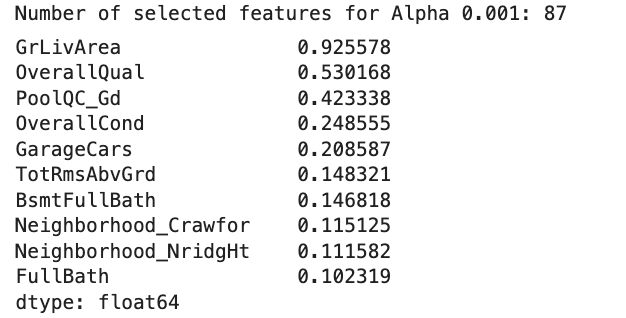 Number of selected features for Alpha 0.001: 87
GrLivArea 0.925578
OverallQual 0.530168
PoolQC_Gd 0.423338
OverallCond 0.248555
GarageCars 0.208587
TotRmsAbvGrd 0.148321
BsmtFullBath 0.146818
Neighborhood_Crawfor 0.115125
Neighborhood_NridgHt 0.111582
FullBath 0.102319
dtype: float64